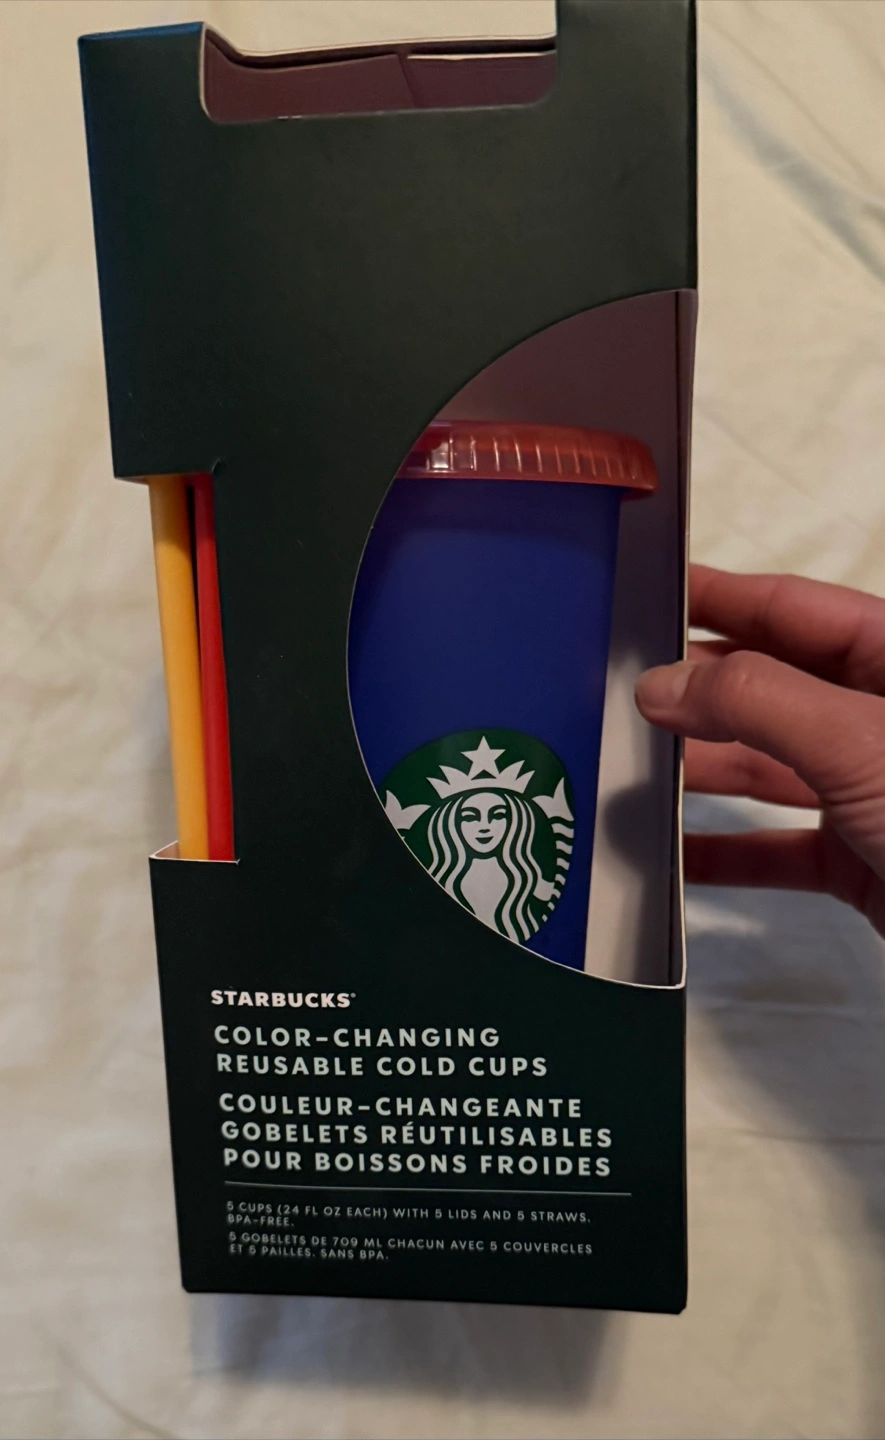 STARBUCKS®
COLOR-CHANGING
REUSABLE COLD CUPS
COULEUR-CHANGEANTE
GOBELETS RÉUTILISABLES
POUR BOISSONS FROIDES
5 CUPS (24 FL OZ EACH) WITH 5 LIDS AND 5 STRAWS.
BPA-FREE.
5 GOBELETS DE 709 ML CHACUN AVEC 5 COUVERCLES
ET 5 PAILLES. SANS BPA.